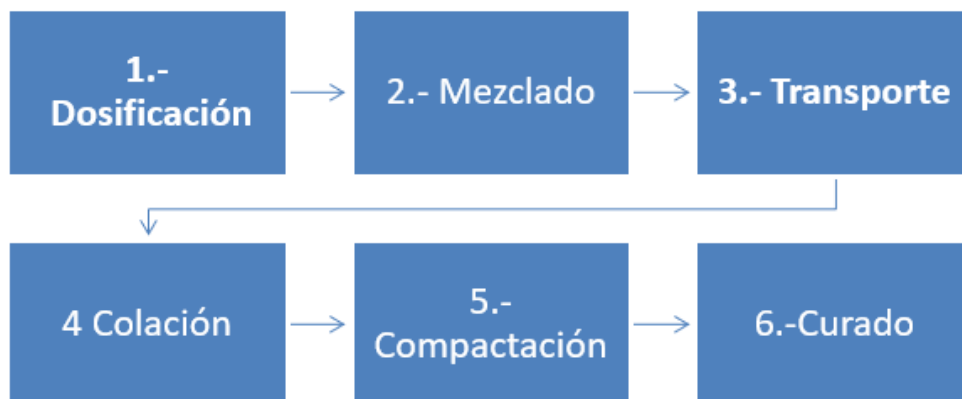 1.-
Dosificación
2.- Mezclado
3.- Transporte
4 Colación
5.-
Compactación
6.-Curado